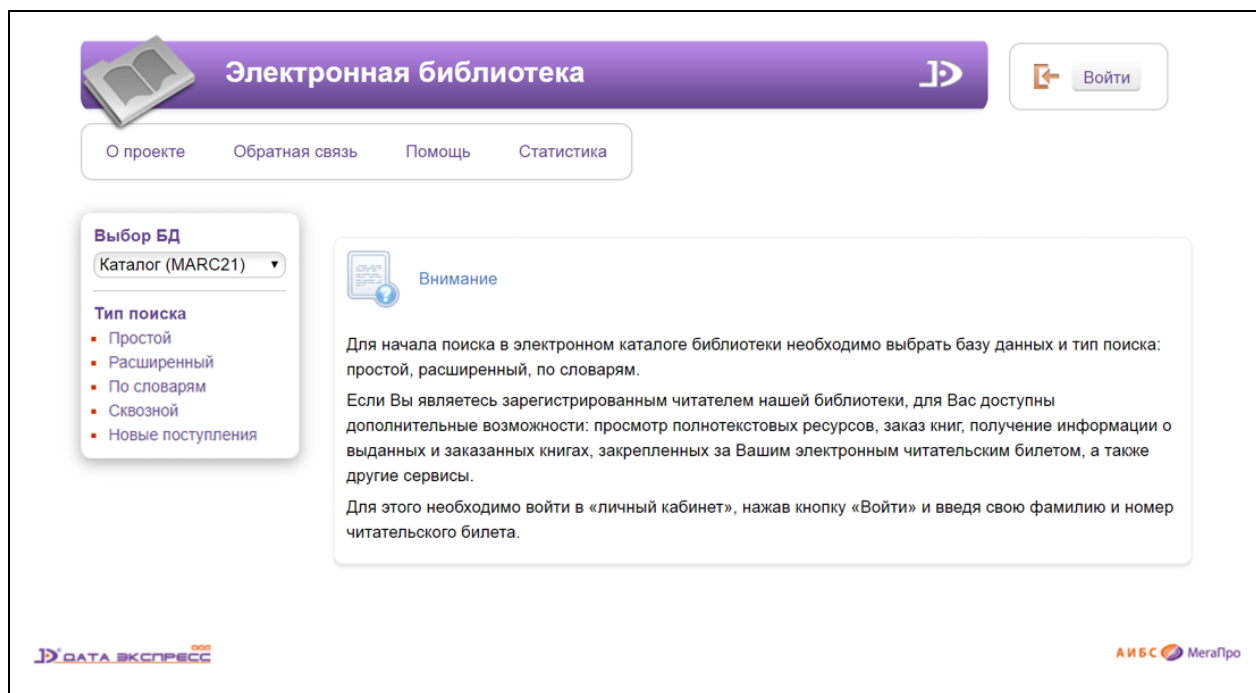 Электронная библиотека
Войти
О проекте Обратная связь Помощь Статистика
Выбор БД
Каталог (MARC21)
Тип поиска
Простой
Расширенный
По словарям
Сквозной
Новые поступления
Внимание
Для начала поиска в электронном каталоге библиотеки необходимо выбрать базу данных и тип поиска:
простой, расширенный, по словарям.
Если Вы являетесь зарегистрированным читателем нашей библиотеки, для Вас доступны
дополнительные возможности: просмотр полнотекстовых ресурсов, заказ книг, получение информации о
выданных и заказанных книгах, закрепленных за Вашим электронным читательским билетом, а также
другие сервисы.
Для этого необходимо войти в «личный кабинет», нажав кнопку «Войти» и введя свою фамилию и номер
читательского билета.
ООО
ДАТА ЭКСПРЕСС
АИБС МегаПро